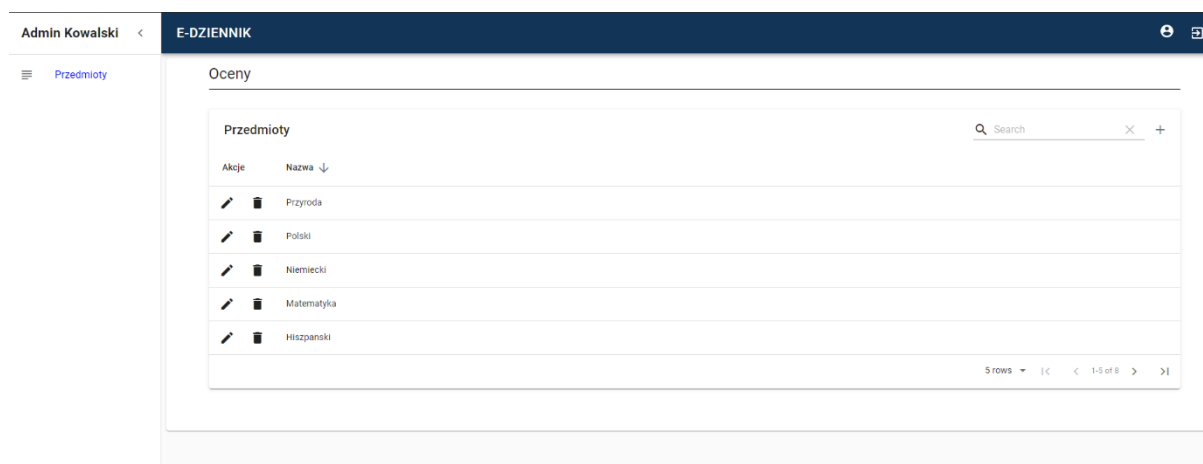 Admin Kowalski
E-DZIENNIK
Przedmioty
Oceny
Przedmioty
Search
Akcje Nazwa
Przyroda
Polski
Niemiecki
Matematyka
Hiszpanski
5 rows 1-5 of 8